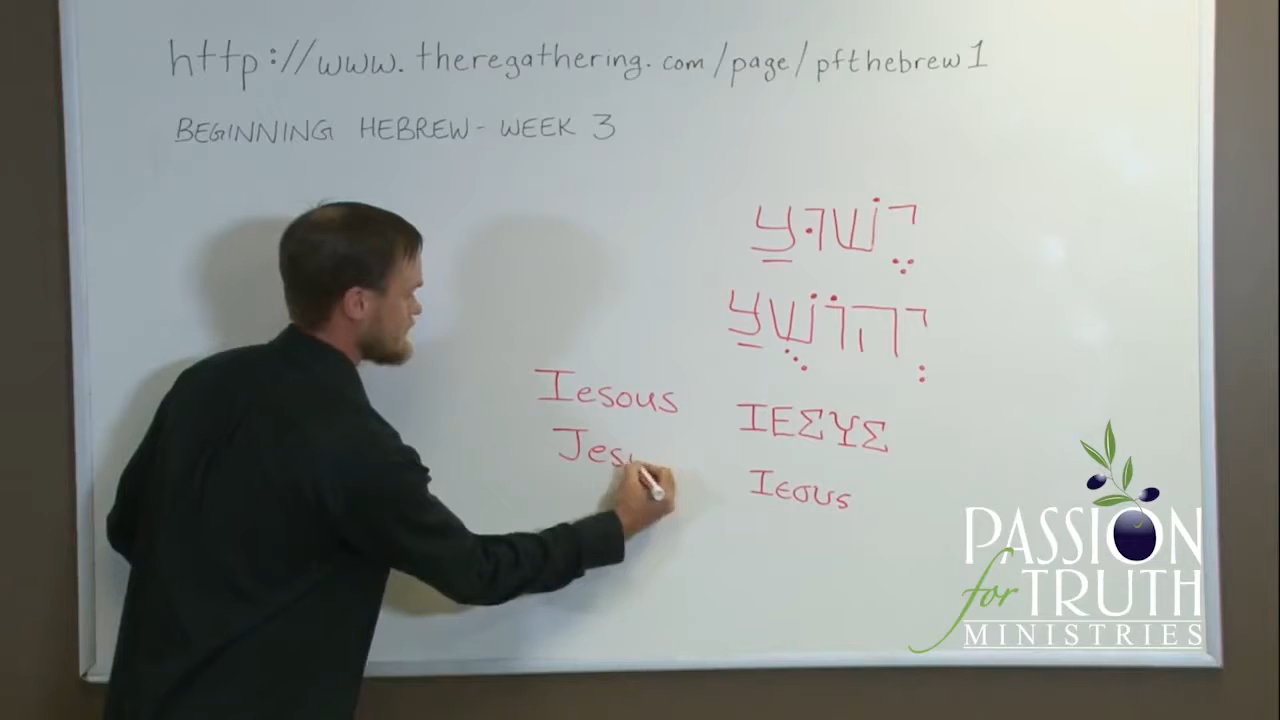 http://www.theregathering.com/page/pfthebrew1
BEGINNING HEBREW - WEEK 3
יֶשׁוּעַ
יְהוֹשֻׁעַ
Iesous
ΙΕΣΥΣ
Jes
Ιεσυς
PASSION
for TRUTH
MINISTRIES